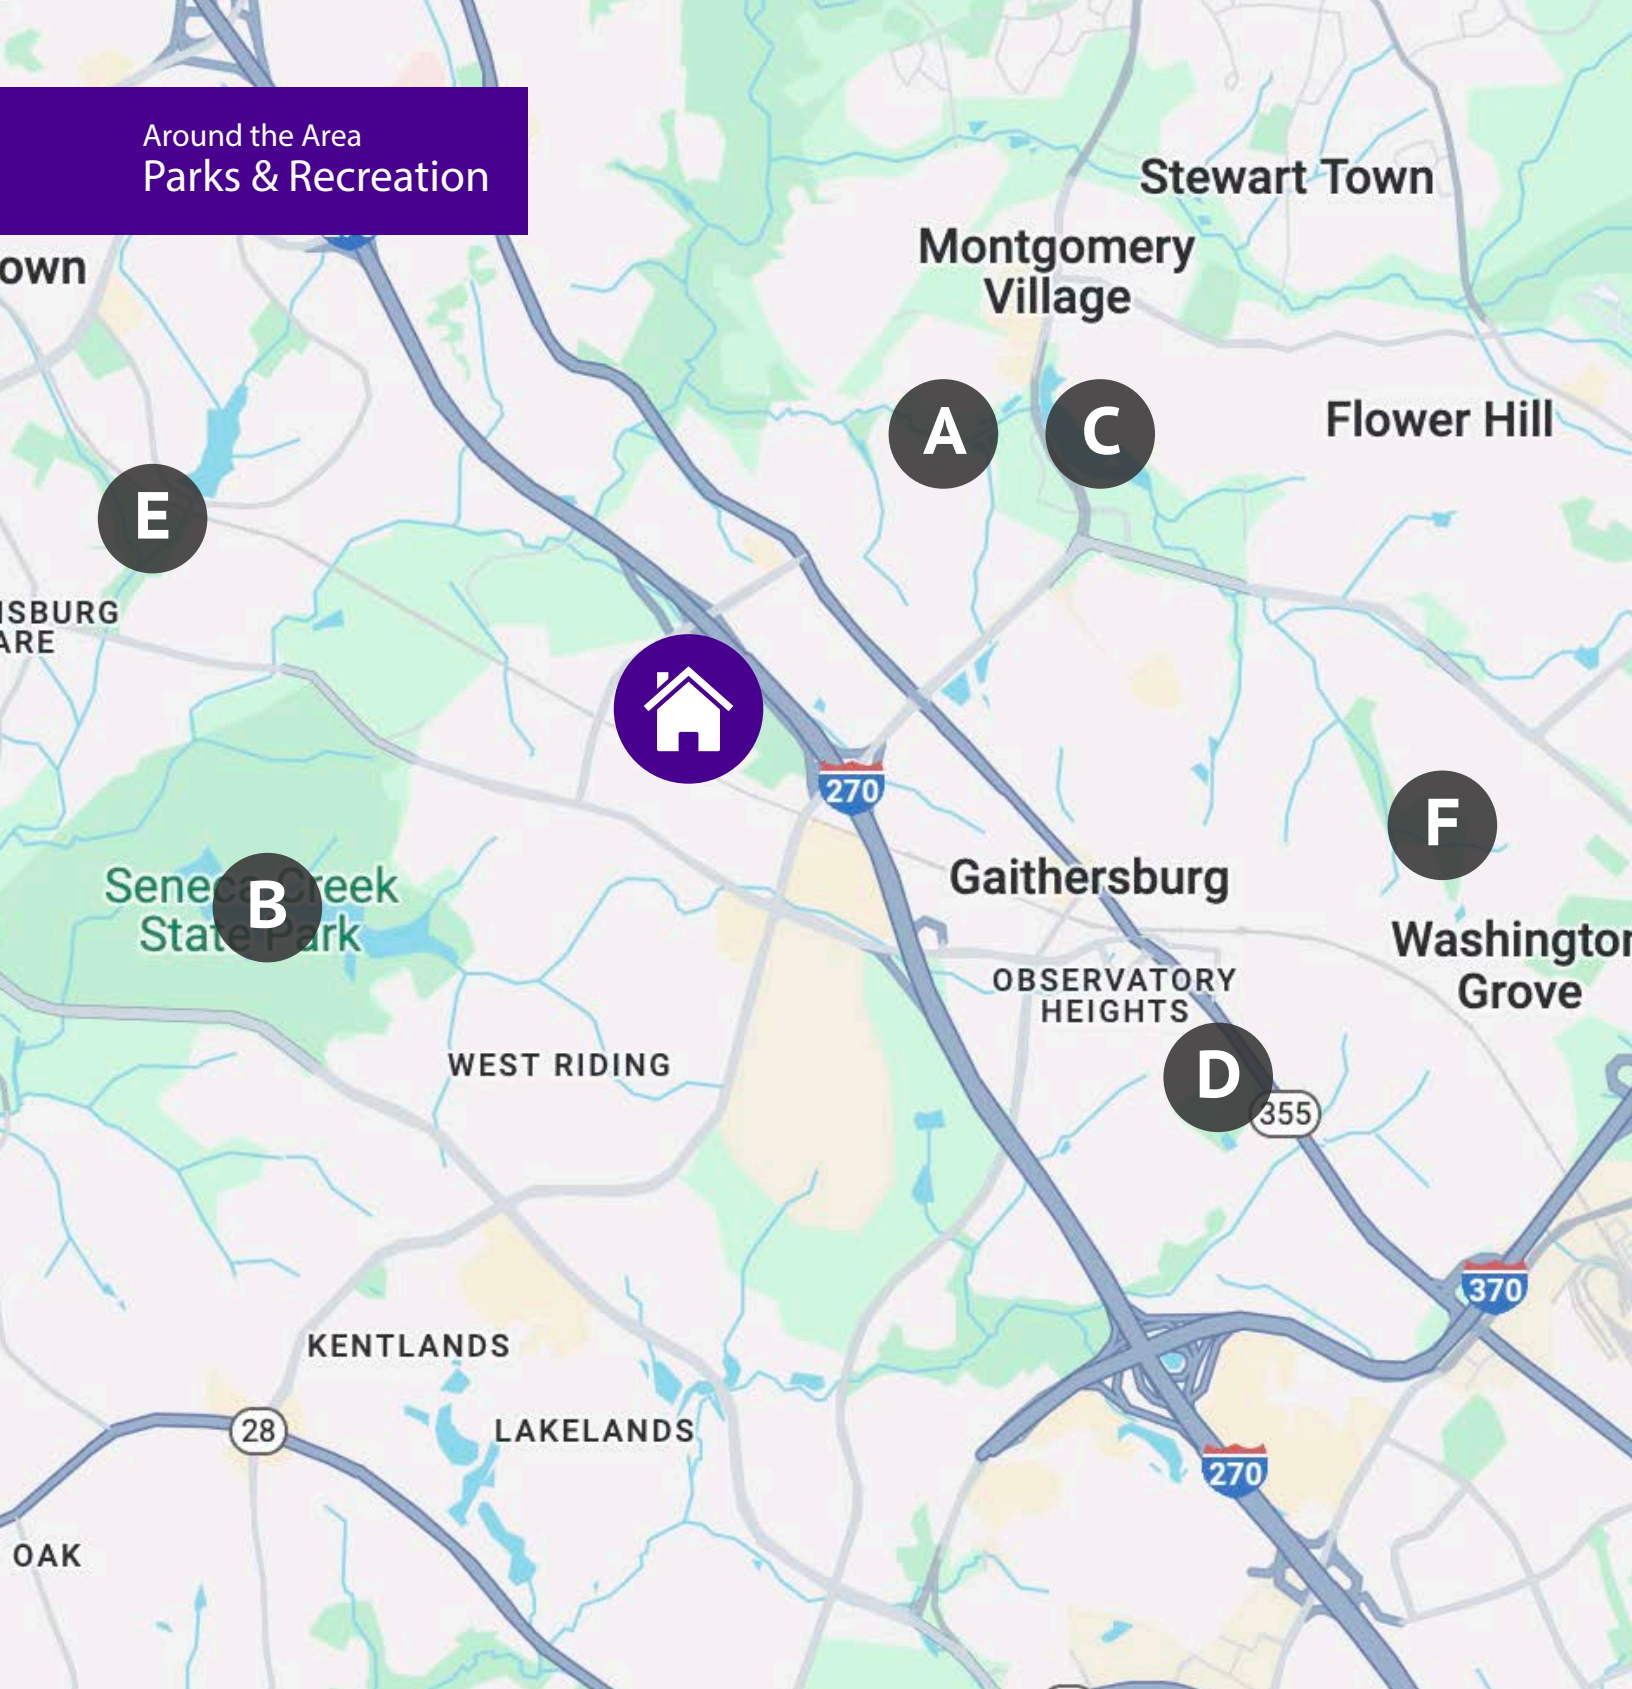 Around the Area
Parks & Recreation
Stewart Town
Montgomery
Village
own
A
C
Flower Hill
E
ISBURG
ARE
270
F
Gaithersburg
Seneca Creek
State Park
B
Washington
Grove
OBSERVATORY
HEIGHTS
WEST RIDING
D
355
370
KENTLANDS
28
LAKELANDS
270
OAK